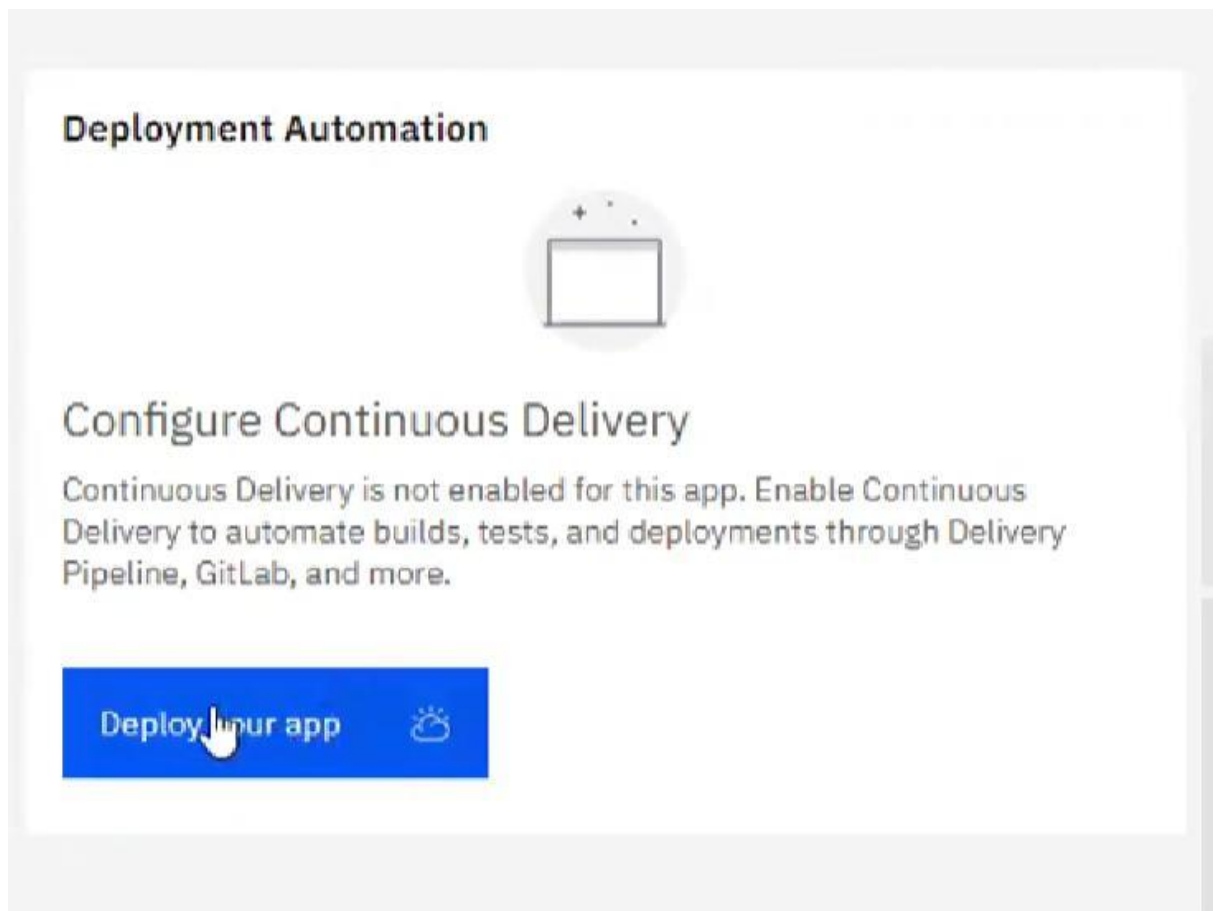 Deployment Automation
Configure Continuous Delivery
Continuous Delivery is not enabled for this app. Enable Continuous
Delivery to automate builds, tests, and deployments through Delivery
Pipeline, GitLab, and more.
Deploy your app